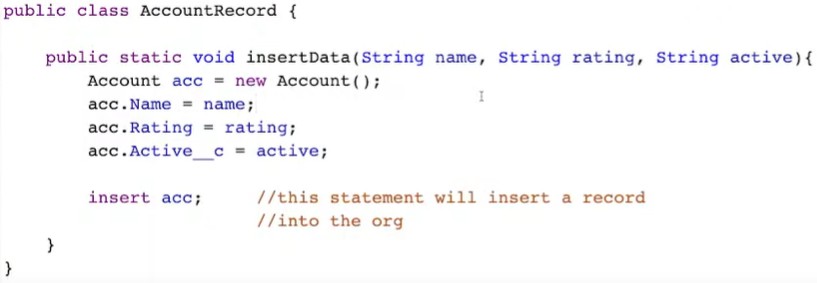 public class AccountRecord {
public static void insertData(String name, String rating, String active){
Account acc = new Account();
acc.Name = name;
acc.Rating = rating;
acc.Active__c = active;
insert acc; //this statement will insert a record
//into the org
}
}